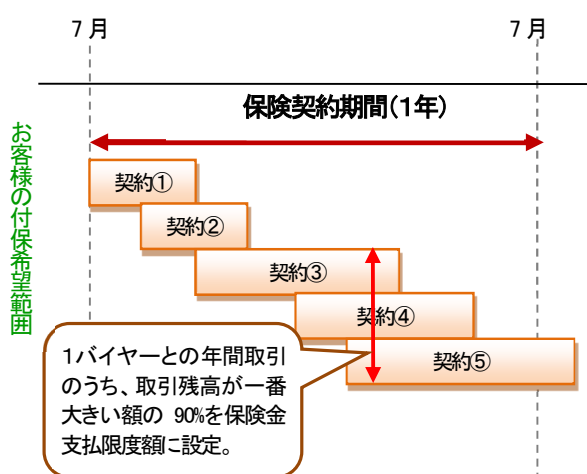 7月 7月
保険契約期間(1年)
お客様の付保希望範囲
契約①
契約②
契約③
契約④
契約⑤
1バイヤーとの年間取引
のうち、取引残高が一番
大きい額の 90%を保険金
支払限度額に設定。